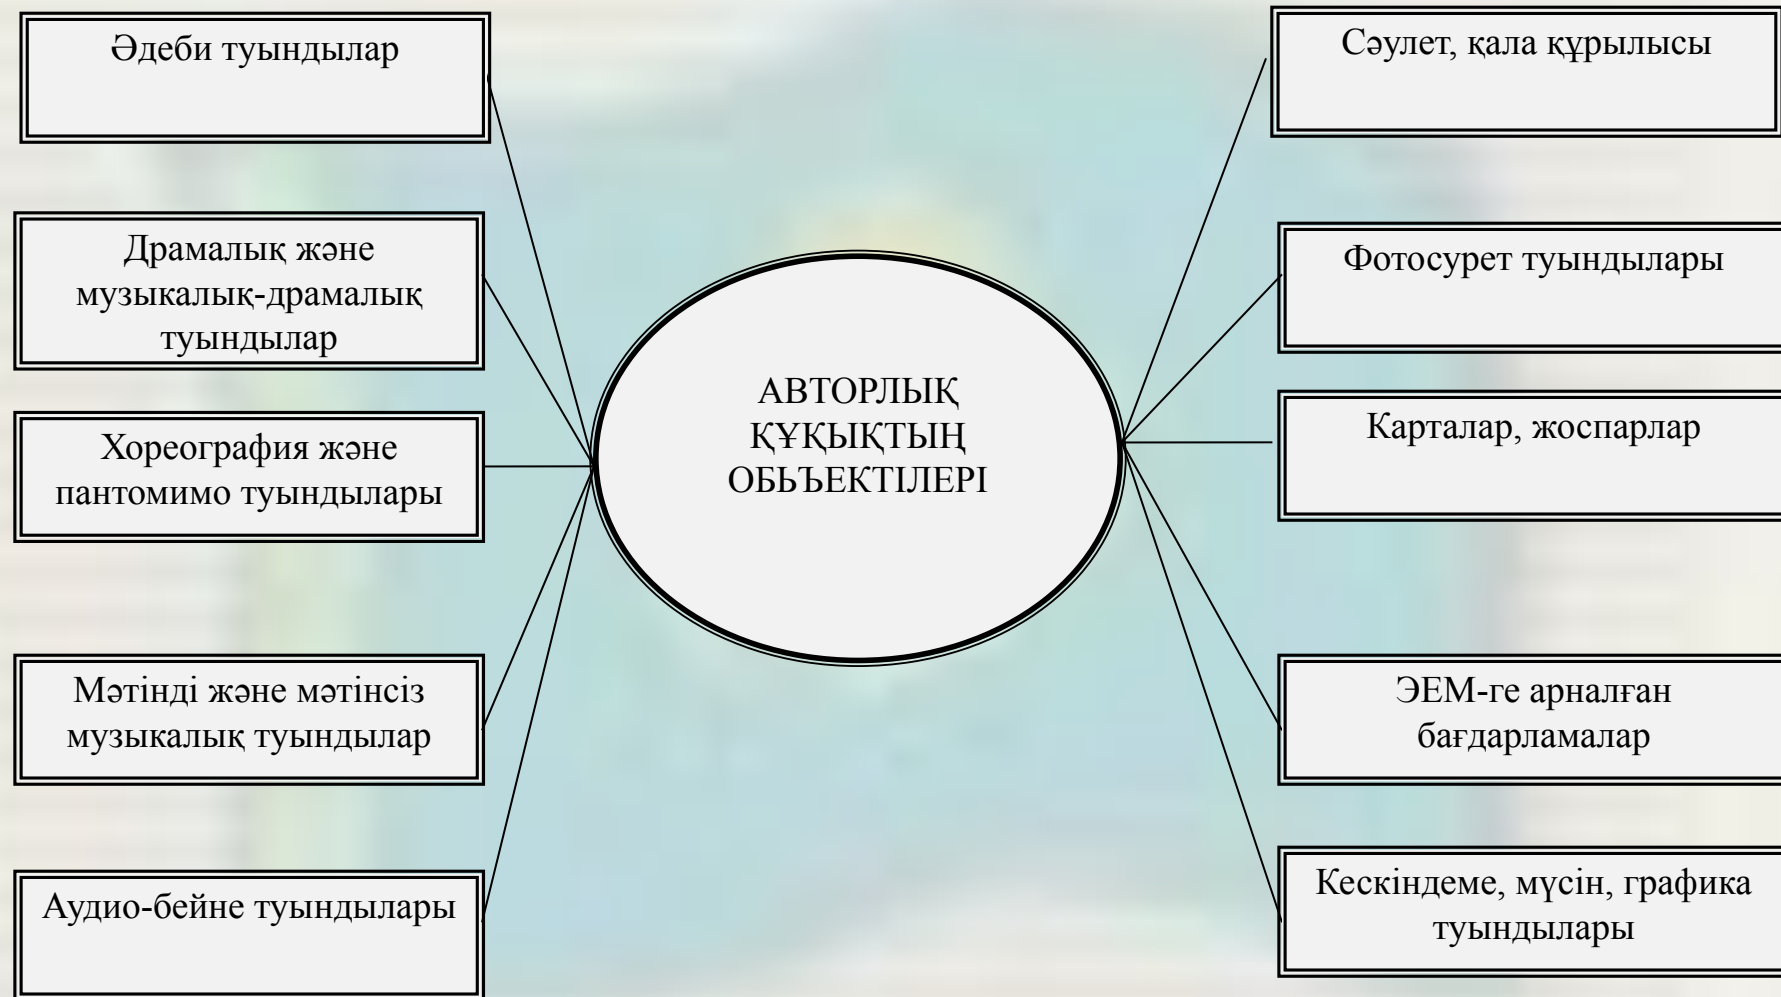 Әдеби туындылар
Драмалық және
музыкалық-драмалық
туындылар
Хореография және
пантомимо туындылары
Мәтінді және мәтінсіз
музыкалық туындылар
Аудио-бейне туындылары
АВТОРЛЫҚ
ҚҰҚЫҚТЫҢ
ОБЬЪЕКТІЛЕРІ
Сәулет, қала құрылысы
Фотосурет туындылары
Карталар, жоспарлар
ЭЕМ-ге арналған
бағдарламалар
Кескіндеме, мүсін, графика
туындылары